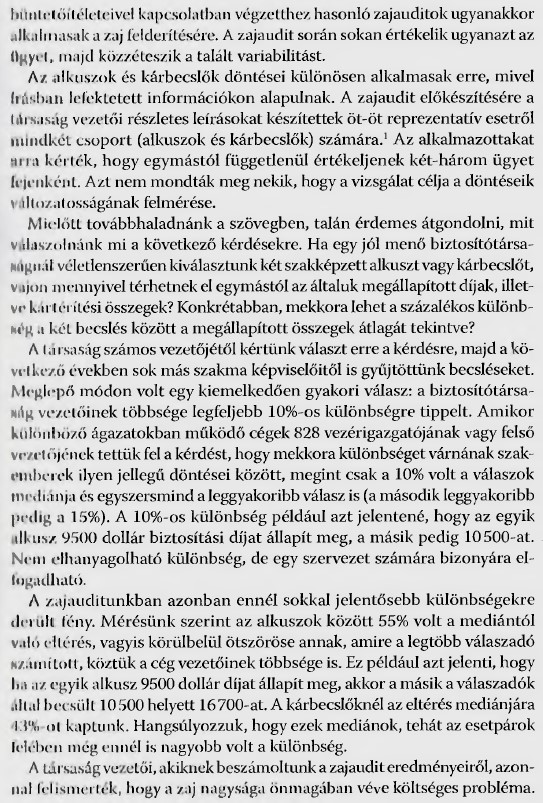 büntetőítéleteivel kapcsolatban végzetthez hasonló zajauditok ugyanakkor
alkalmasak a zaj felderítésére. A zajaudit során sokan értékelik ugyanazt az
ügyet, majd közzéteszik a talált variabilitást.
Az alkuszok és kárbecslők döntései különösen alkalmasak erre, mivel
írásban lefektetett információkon alapulnak. A zajaudit előkészítésére a
társaság vezetői részletes leírásokat készítettek öt-öt reprezentatív esetről
mindkét csoport (alkuszok és kárbecslők) számára.¹ Az alkalmazottakat
arra kérték, hogy egymástól függetlenül értékeljenek két-három ügyet
fejenként. Azt nem mondták meg nekik, hogy a vizsgálat célja a döntéseik
változatosságának felmérése.
Mielőtt továbbhaladnánk a szövegben, talán érdemes átgondolni, mit
válaszolnánk mi a következő kérdésekre. Ha egy jól menő biztosítótársa-
ságnál véletlenszerűen kiválasztunk két szakképzett alkuszt vagy kárbecslőt,
vajon mennyivel térhetnek el egymástól az általuk megállapított díjak, illet-
ve kártérítési összegek? Konkrétabban, mekkora lehet a százalékos különb-
ség a két becslés között a megállapított összegek átlagát tekintve?
A társaság számos vezetőjétől kértünk választ erre a kérdésre, majd a kö-
vetkező években sok más szakma képviselőitől is gyűjtöttünk becsléseket.
Meglepő módon volt egy kiemelkedően gyakori válasz: a biztosítótársa-
ság vezetőinek többsége legfeljebb 10%-os különbségre tippelt. Amikor
különböző ágazatokban működő cégek 828 vezérigazgatójának vagy felső
vezetőjének tettük fel a kérdést, hogy mekkora különbséget várnának szak-
emberek ilyen jellegű döntései között, megint csak a 10% volt a válaszok
mediánja és egyszersmind a leggyakoribb válasz is (a második leggyakoribb
pedig a 15%). A 10%-os különbség például azt jelentené, hogy az egyik
alkusz 9500 dollár biztosítási díjat állapít meg, a másik pedig 10 500-at.
Nem elhanyagolható különbség, de egy szervezet számára bizonyára el-
fogadható.
A zajauditunkban azonban ennél sokkal jelentősebb különbségekre
derült fény. Mérésünk szerint az alkuszok között 55% volt a mediántól
való eltérés, vagyis körülbelül ötszöröse annak, amire a legtöbb válaszadó
számított, köztük a cég vezetőinek többsége is. Ez például azt jelenti, hogy
ha az egyik alkusz 9500 dollár díjat állapít meg, akkor a másik a válaszadók
által becsült 10 500 helyett 16 700-at. A kárbecslőknél az eltérés mediánjára
43%-ot kaptunk. Hangsúlyozzuk, hogy ezek mediánok, tehát az esetpárok
felében még ennél is nagyobb volt a különbség.
A társaság vezetői, akiknek beszámoltunk a zajaudit eredményeiről, azon-
nal felismerték, hogy a zaj nagysága önmagában véve költséges probléma.